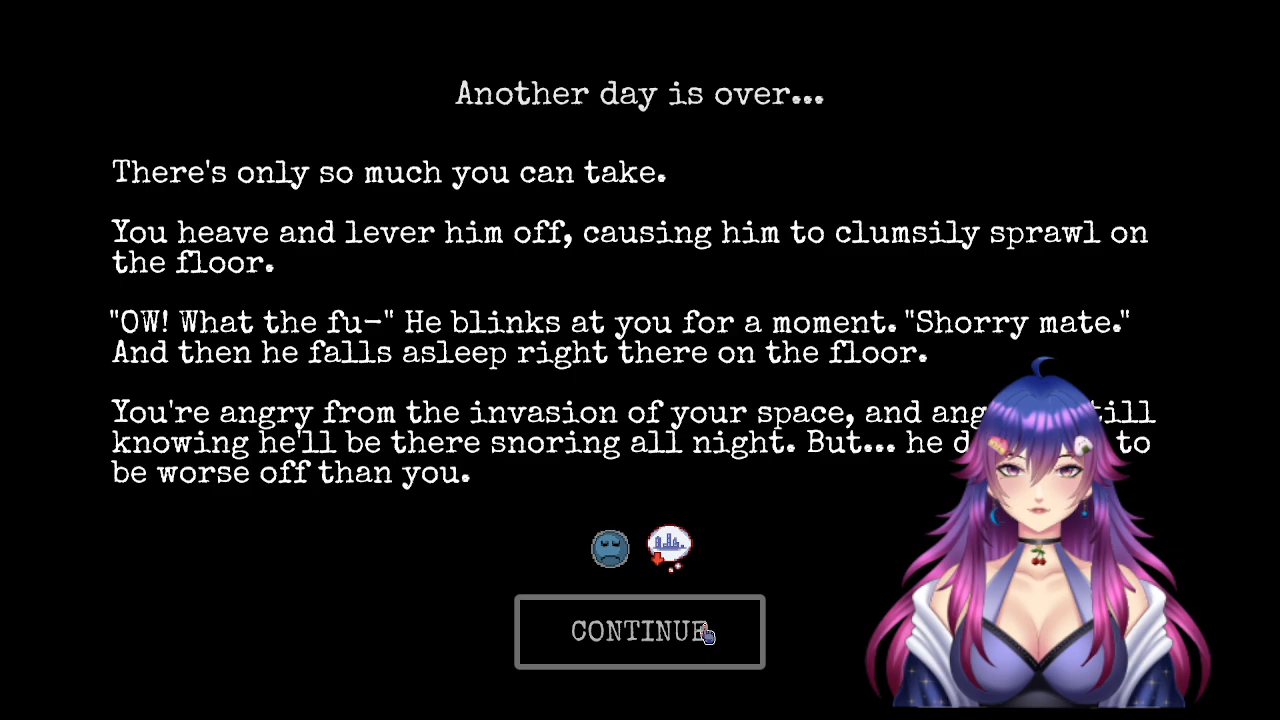 Another day is over...
There's only so much you can take.
You heave and lever him off, causing him to clumsily sprawl on
the floor.
"OW! What the fu-" He blinks at you for a moment. "Shorry mate."
And then he falls asleep right there on the floor.
You're angry from the invasion of your space, and
knowing he'll be there snoring all night. But... he to
be worse off than you.
CONTINUE